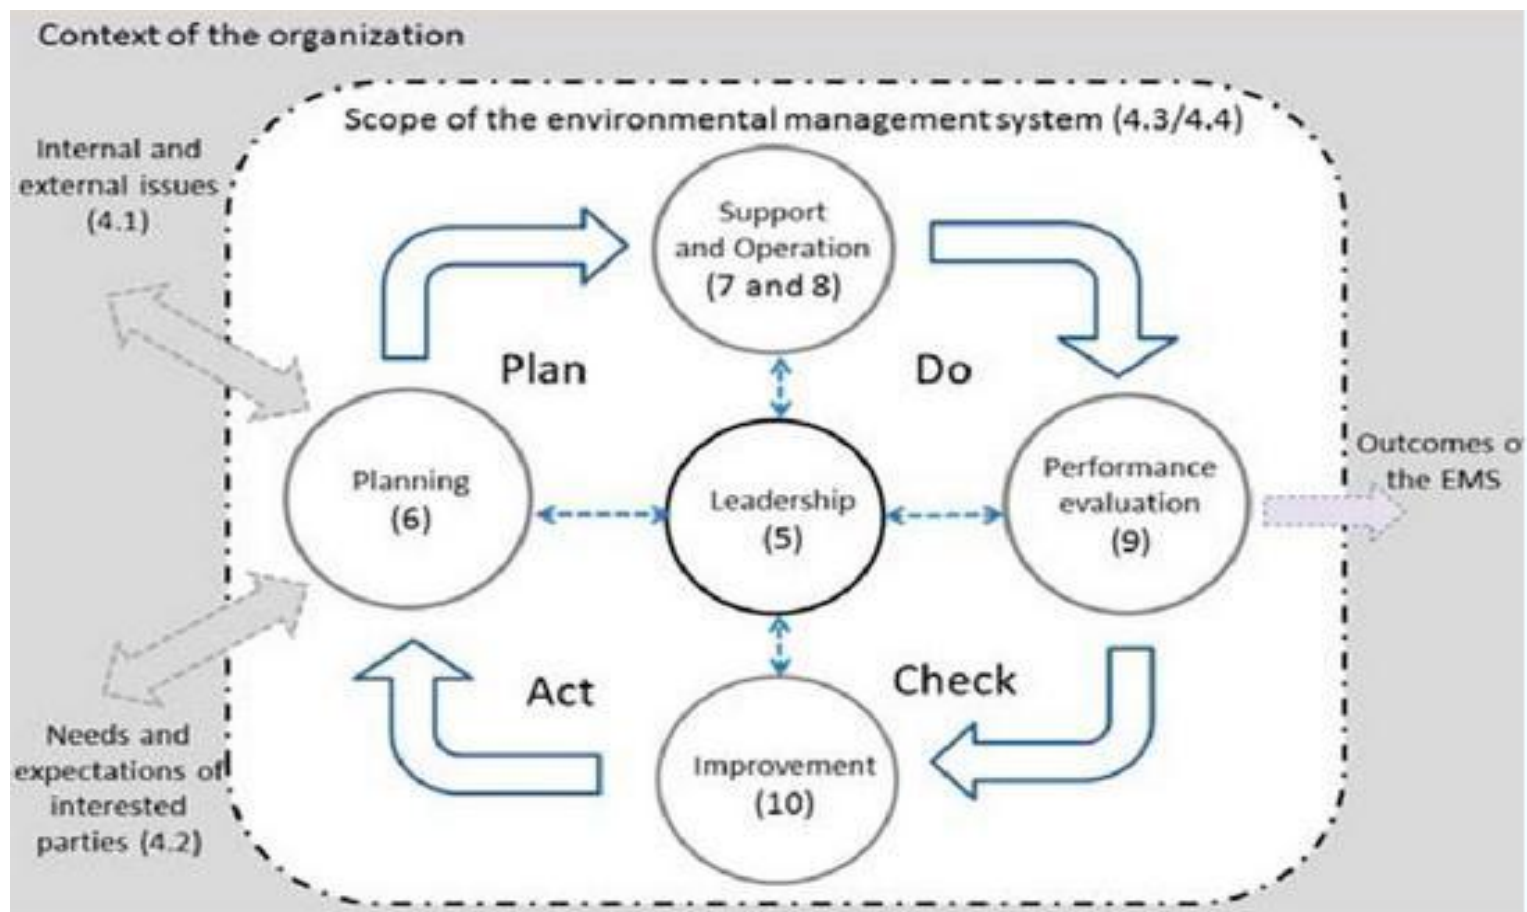 Context of the organization
Scope of the environmental management system (4.3/4.4)
Internal and
external issues
(4.1)
Support
and Operation
(7 and 8)
Plan
Do
Planning
(6)
Leadership
(5)
Performance
evaluation
(9)
Outcomes o
the EMS
Act
Check
Needs and
expectations of
interested
parties (4.2)
Improvement
(10)